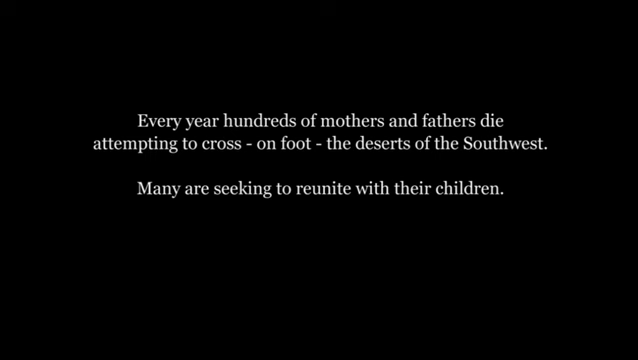 Every year hundreds of mothers and fathers die
attempting to cross - on foot - the deserts of the Southwest.
Many are seeking to reunite with their children.